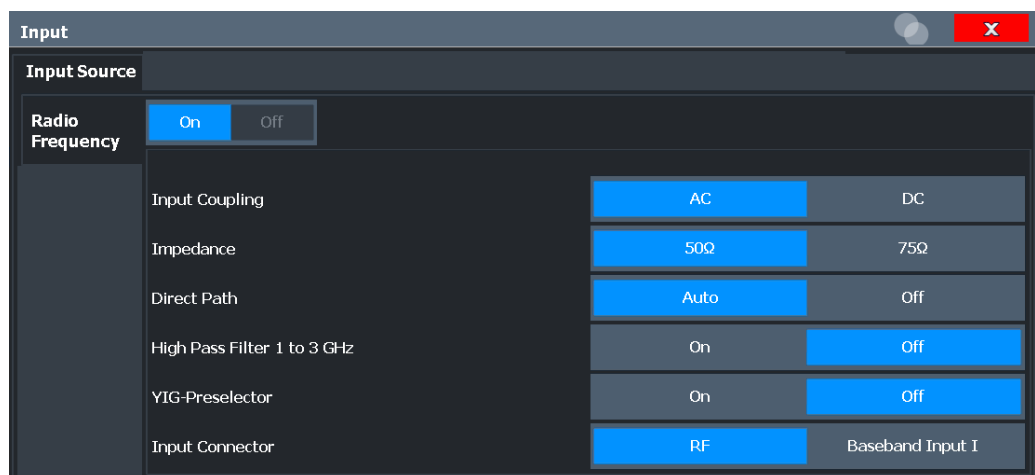 Input
X
Input Source
Radio
Frequency
On Off
Input Coupling AC DC
Impedance 50Ω 75Ω
Direct Path Auto Off
High Pass Filter 1 to 3 GHz On Off
YIG-Preselector On Off
Input Connector RF Baseband Input I